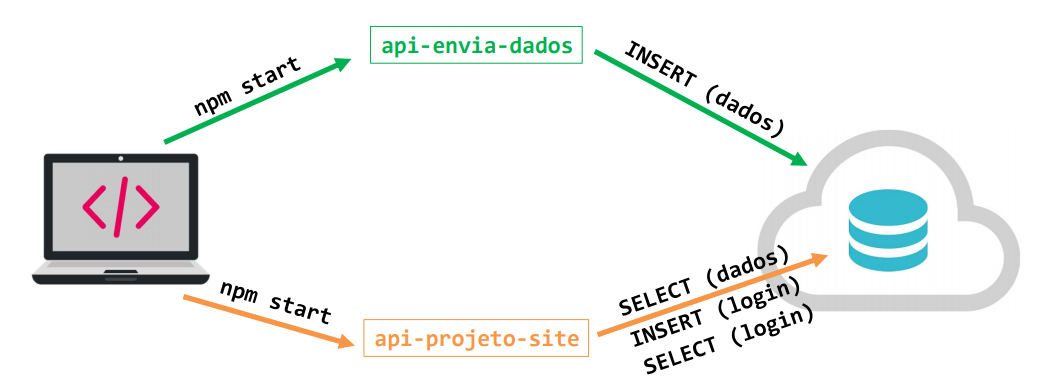 npm start
api-envia-dados
INSERT (dados)
</>
npm start
api-projeto-site
SELECT (dados)
INSERT (login)
SELECT (login)